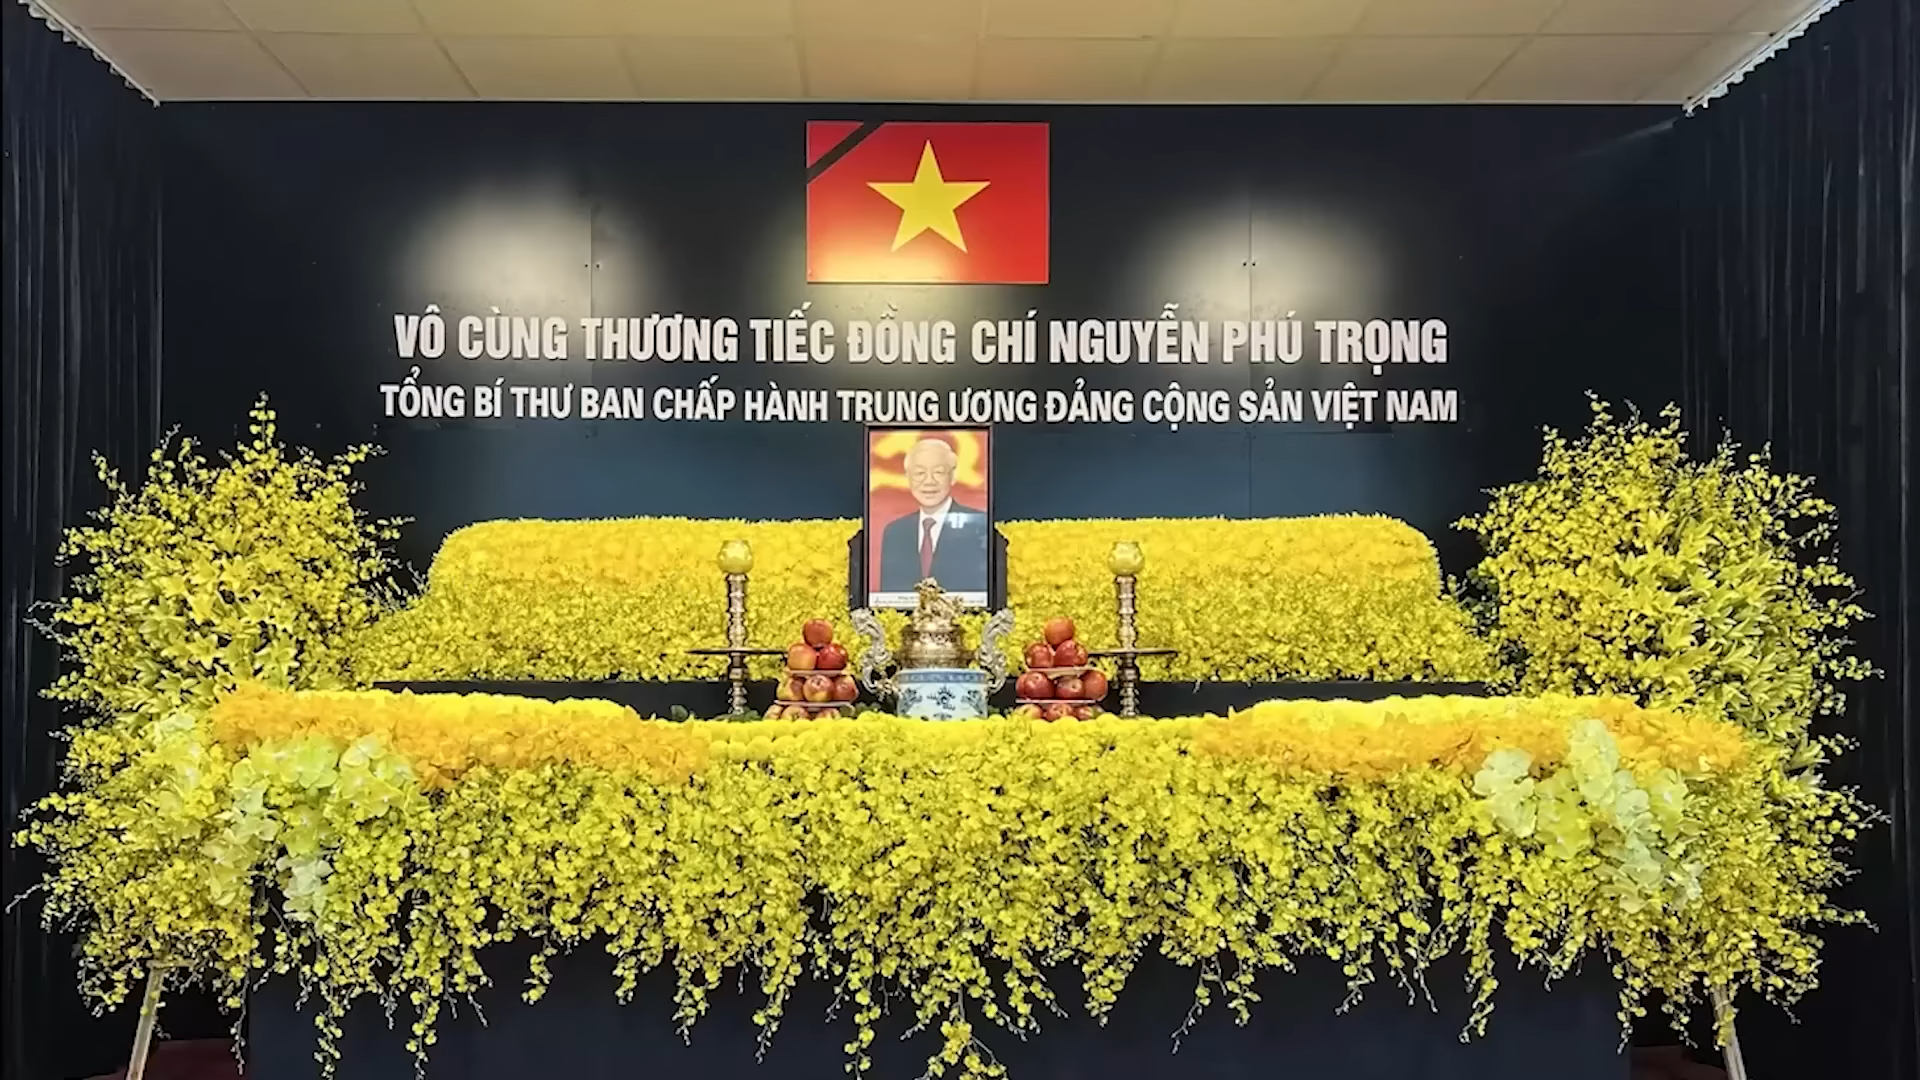 VÔ CÙNG THƯƠNG TIẾC ĐỒNG CHÍ NGUYỄN PHÚ TRỌNG
TỔNG BÍ THƯ BAN CHẤP HÀNH TRUNG ƯƠNG ĐẢNG CỘNG SẢN VIỆT NAM